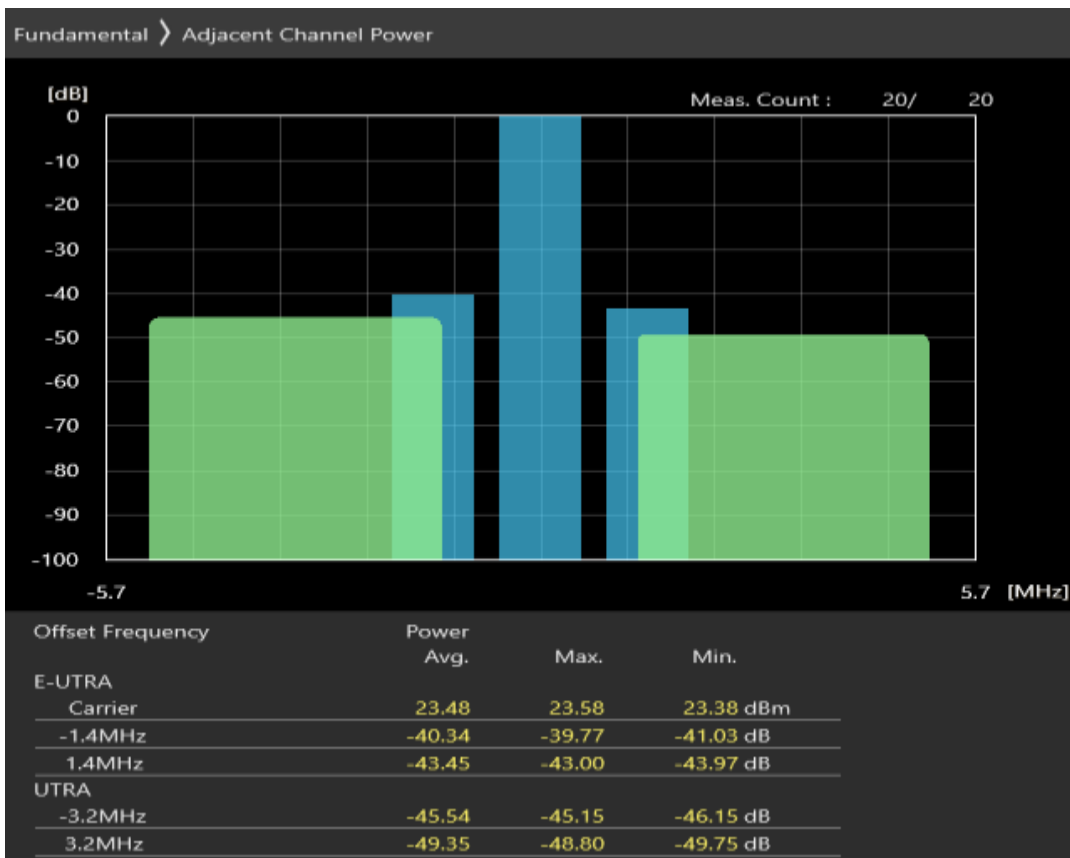 Fundamental 〉 Adjacent Channel Power
[dB]
Meas. Count : 20/ 20
0
-10
-20
-30
-40
-50
-60
-70
-80
-90
-100
-5.7 5.7 [MHz]
Offset Frequency Power
Avg. Max. Min.
E-UTRA
Carrier 23.48 23.58 23.38 dBm
-1.4MHz -40.34 -39.77 -41.03 dB
1.4MHz -43.45 -43.00 -43.97 dB
UTRA
-3.2MHz -45.54 -45.15 -46.15 dB
3.2MHz -49.35 -48.80 -49.75 dB